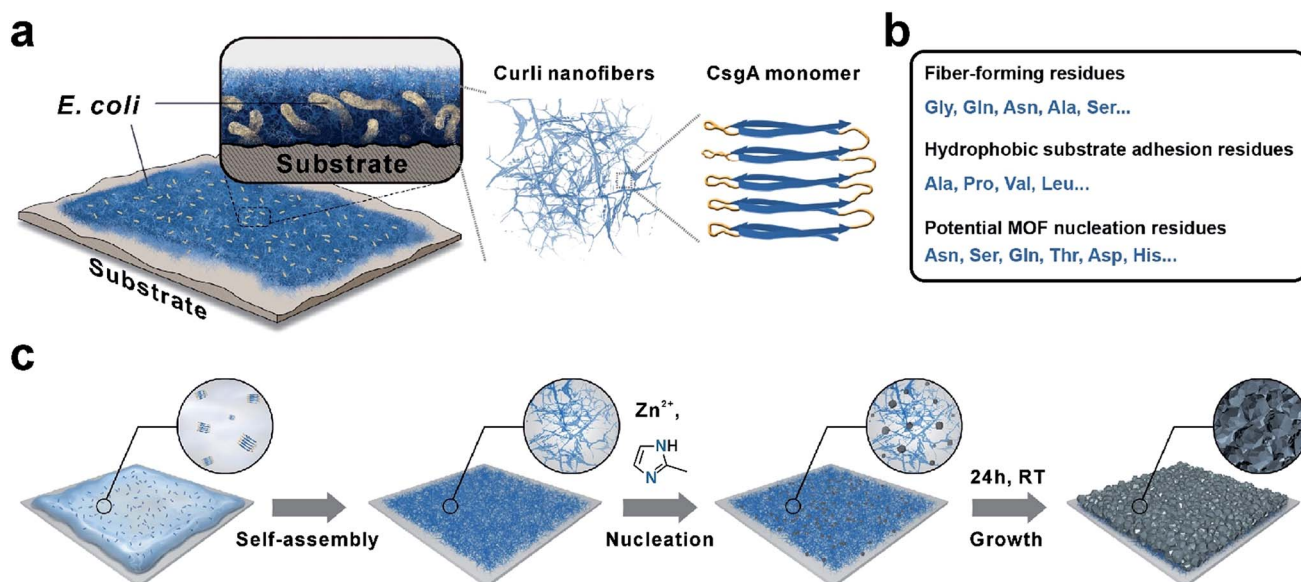 a
E. coli
Substrate
Substrate
Curli nanofibers
CsgA monomer
b
Fiber-forming residues
Gly, Gln, Asn, Ala, Ser...
Hydrophobic substrate adhesion residues
Ala, Pro, Val, Leu...
Potential MOF nucleation residues
Asn, Ser, Gln, Thr, Asp, His...
c
Self-assembly
Zn²⁺,
NH
N
Nucleation
24h, RT
Growth